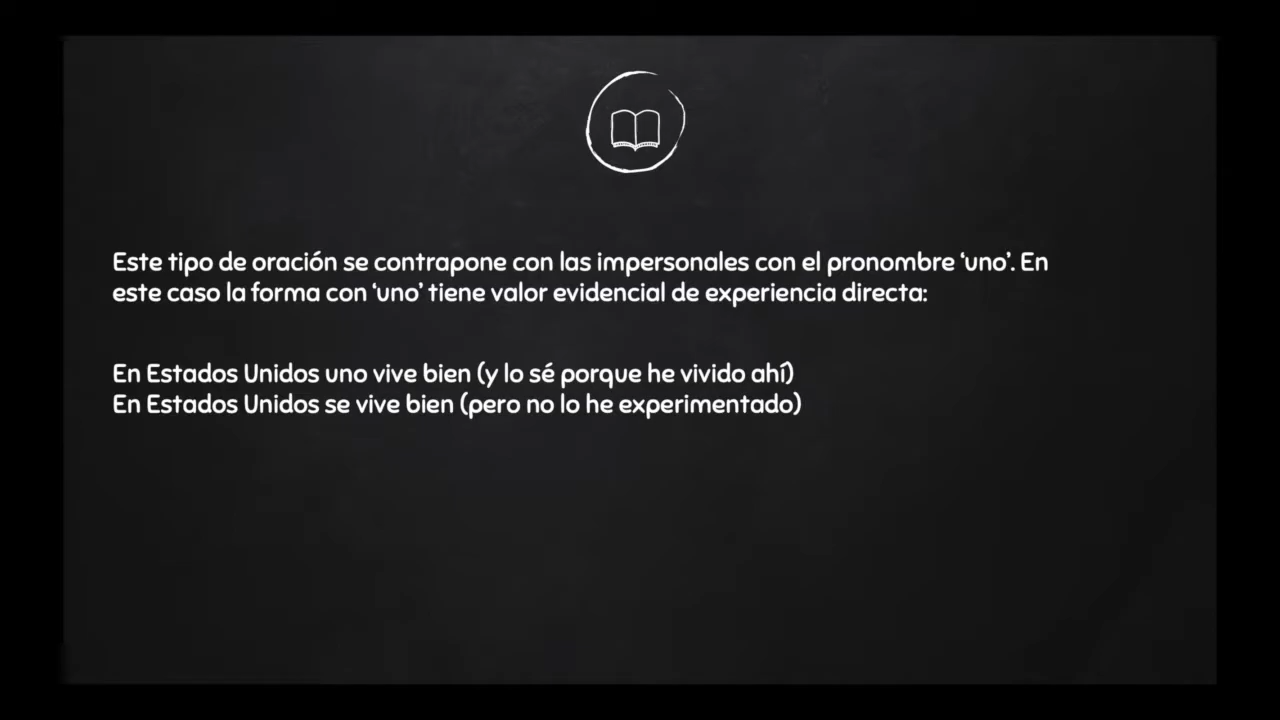 Este tipo de oración se contrapone con las impersonales con el pronombre ‘uno’. En
este caso la forma con ‘uno’ tiene valor evidencial de experiencia directa:
En Estados Unidos uno vive bien (y lo sé porque he vivido ahí)
En Estados Unidos se vive bien (pero no lo he experimentado)